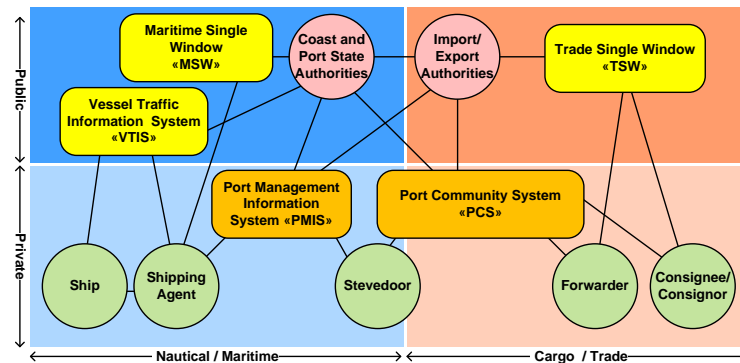 Public
Private
Maritime Single
Window
«MSW»
Coast and
Port State
Authorities
Import/
Export
Authorities
Trade Single Window
«TSW»
Vessel Traffic
Information System
«VTIS»
Port Management
Information
System «PMIS»
Port Community System
«PCS»
Ship
Shipping
Agent
Stevedoor
Forwarder
Consignee/
Consignor
Nautical / Maritime
Cargo / Trade